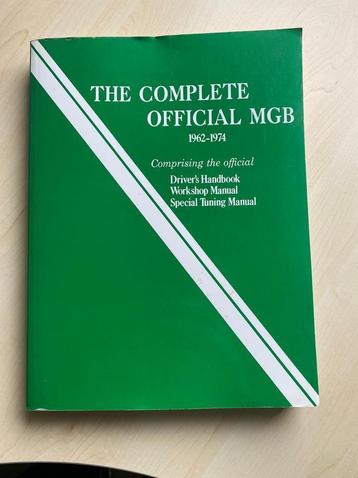 THE COMPLETE
OFFICIAL MGB
1962-1974
Comprising the official
Driver's Handbook
Workshop Manual
Special Tuning Manual